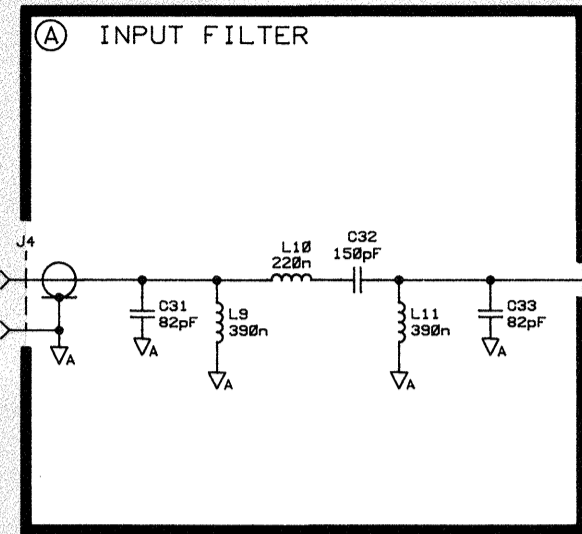 A INPUT FILTER
J4
L10
220n
C32
150pF
C31
82pF
L9
390n
L11
390n
C33
82pF
A
A
A
A
A